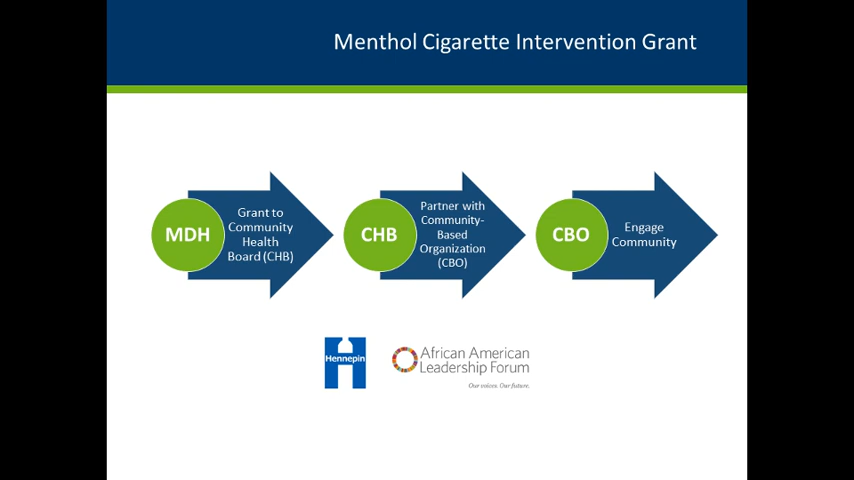 Menthol Cigarette Intervention Grant
MDH
Grant to
Community
Health
Board (CHB)
CHB
Partner with
Community-
Based
Organization
(CBO)
CBO
Engage
Community
Hennepin
African American
Leadership Forum
Our voices. Our future.